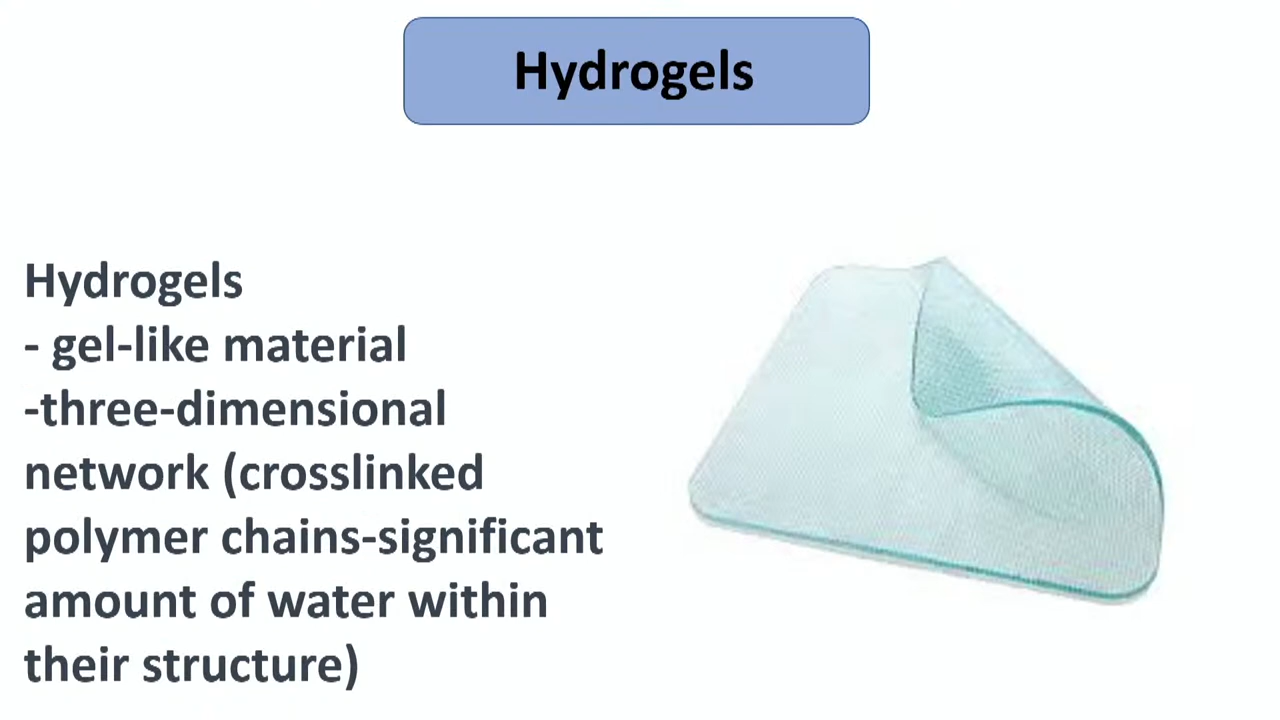 Hydrogels
Hydrogels
- gel-like material
-three-dimensional
network (crosslinked
polymer chains-significant
amount of water within
their structure)